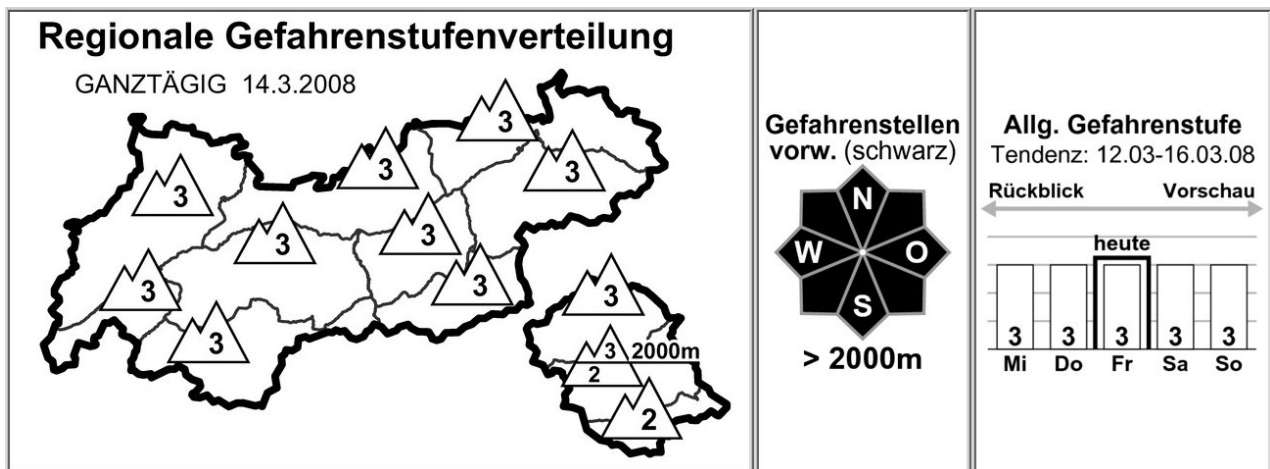 Regionale Gefahrenstufenverteilung
GANZTÄGIG 14.3.2008
3
3
3
3
3
3
3
3
3
3
3
3 2000m
2
2
Gefahrenstellen
vorw. (schwarz)
N
W O
S
> 2000m
Allg. Gefahrenstufe
Tendenz: 12.03-16.03.08
Rückblick Vorschau
heute
3 3 3 3 3
Mi Do Fr Sa So